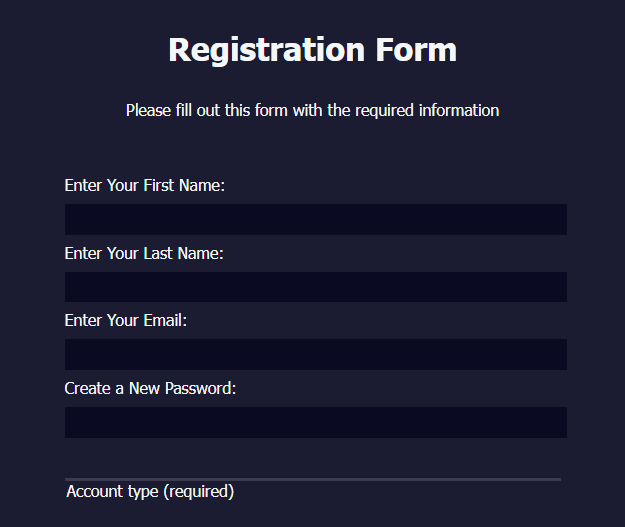 Registration Form
Please fill out this form with the required information
Enter Your First Name:
Enter Your Last Name:
Enter Your Email:
Create a New Password:
Account type (required)